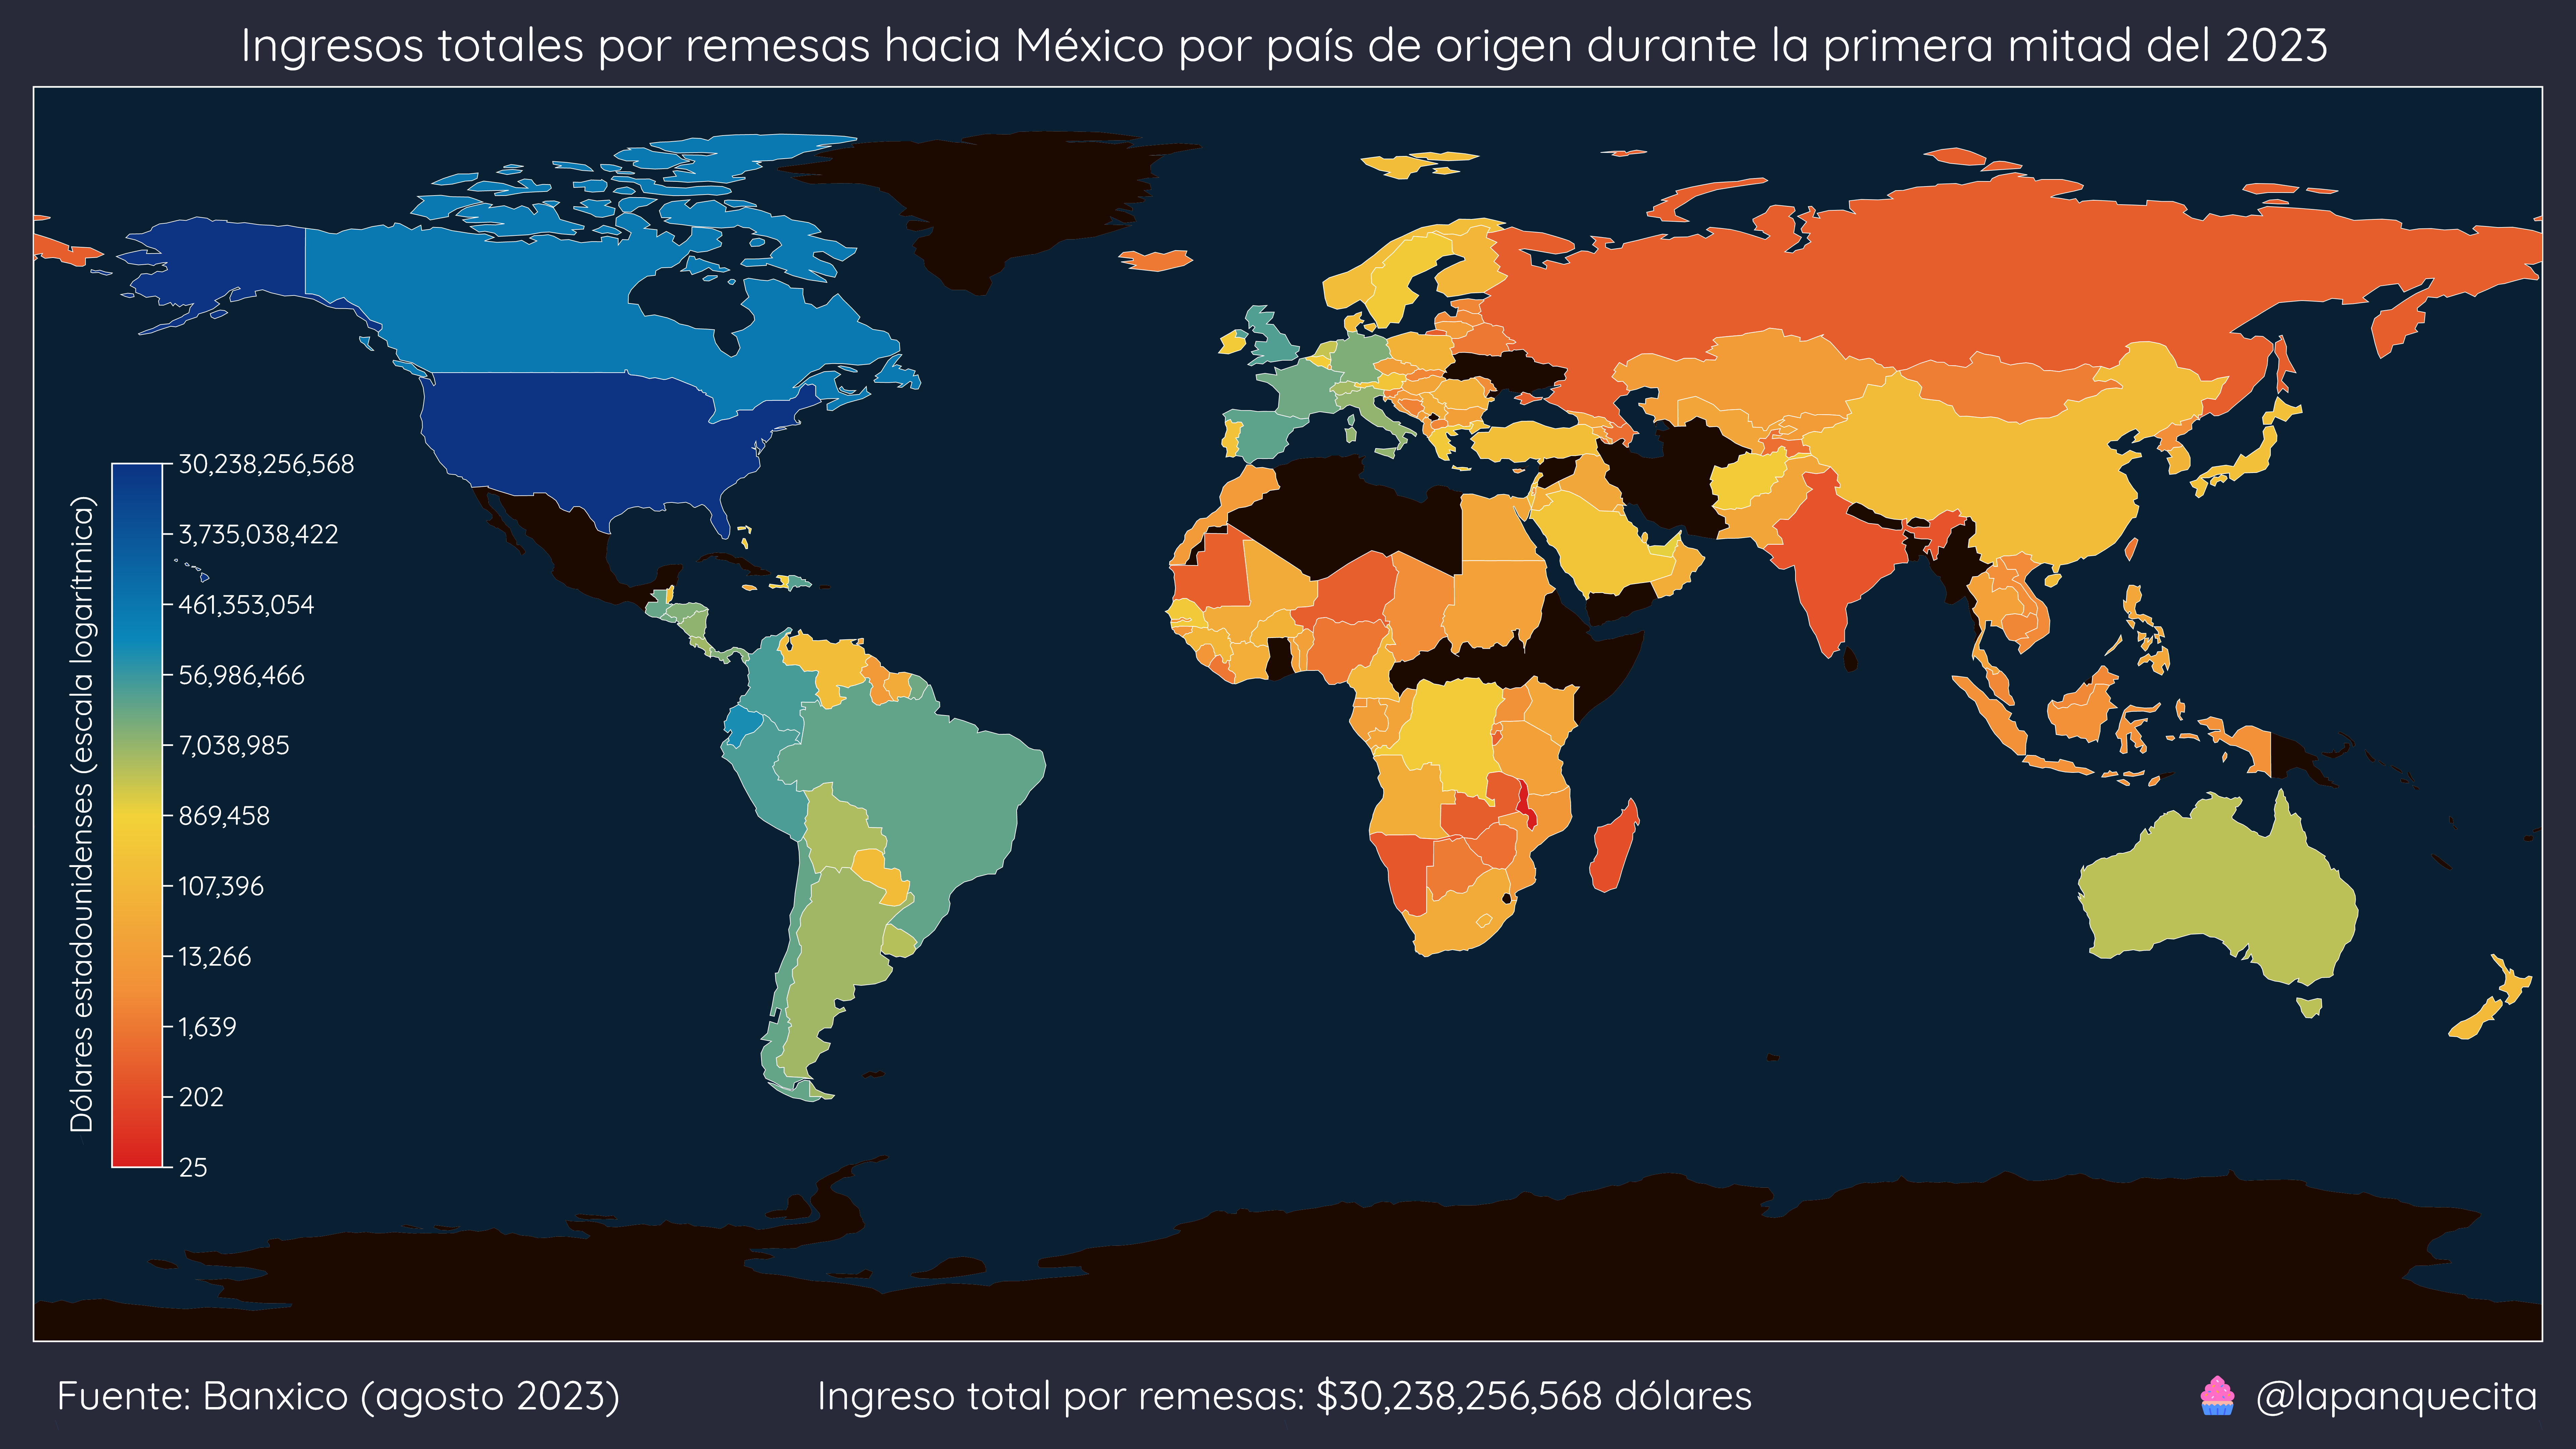 Ingresos totales por remesas hacia México por país de origen durante la primera mitad del 2023
Dólares estadounidenses (escala logarítmica)
30,238,256,568
3,735,038,422
461,353,054
56,986,466
7,038,985
869,458
107,396
13,266
1,639
202
25
Fuente: Banxico (agosto 2023)
Ingreso total por remesas: $30,238,256,568 dólares
@lapanquecita